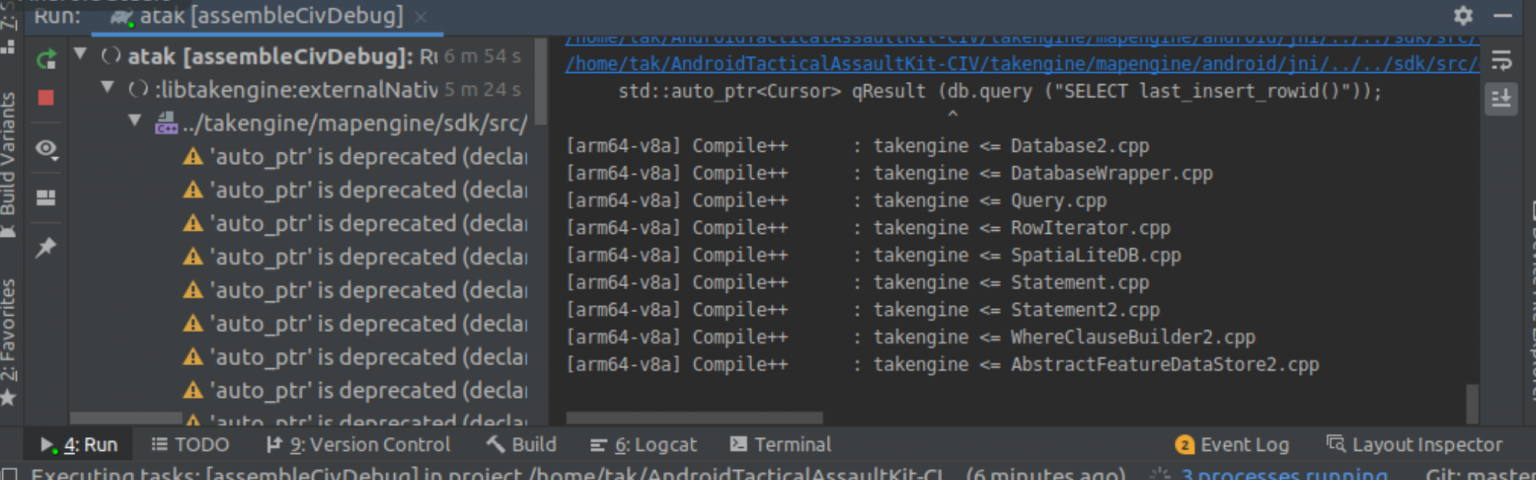 Run: atak [assembleCivDebug] ×
atak [assembleCivDebug]: Ru 6 m 54 s
:libtakengine:externalNativ 5 m 24 s
../takengine/mapengine/sdk/src/
'auto_ptr' is deprecated (declar
'auto_ptr' is deprecated (declar
'auto_ptr' is deprecated (declar
'auto_ptr' is deprecated (declar
'auto_ptr' is deprecated (declar
'auto_ptr' is deprecated (declar
'auto_ptr' is deprecated (declar
'auto_ptr' is deprecated (declar
'auto_ptr' is deprecated (declar
/home/tak/AndroidTacticalAssaultKit-CIV/takengine/mapengine/android/jni/../../sdk/src/
/home/tak/AndroidTacticalAssaultKit-CIV/takengine/mapengine/android/jni/../../sdk/src/
std::auto_ptr<Cursor> qResult (db.query ("SELECT last_insert_rowid()"));
^
[arm64-v8a] Compile++ : takengine <= Database2.cpp
[arm64-v8a] Compile++ : takengine <= DatabaseWrapper.cpp
[arm64-v8a] Compile++ : takengine <= Query.cpp
[arm64-v8a] Compile++ : takengine <= RowIterator.cpp
[arm64-v8a] Compile++ : takengine <= SpatiaLiteDB.cpp
[arm64-v8a] Compile++ : takengine <= Statement.cpp
[arm64-v8a] Compile++ : takengine <= Statement2.cpp
[arm64-v8a] Compile++ : takengine <= WhereClauseBuilder2.cpp
[arm64-v8a] Compile++ : takengine <= AbstractFeatureDataStore2.cpp
Build Variants
2: Favorites
4: Run TODO 9: Version Control Build 6: Logcat Terminal 2 Event Log Layout Inspector
Executing tasks: [assembleCivDebug] in project /home/tak/AndroidTacticalAssaultKit-CI... (6 minutes ago) 3 processes running Git: master